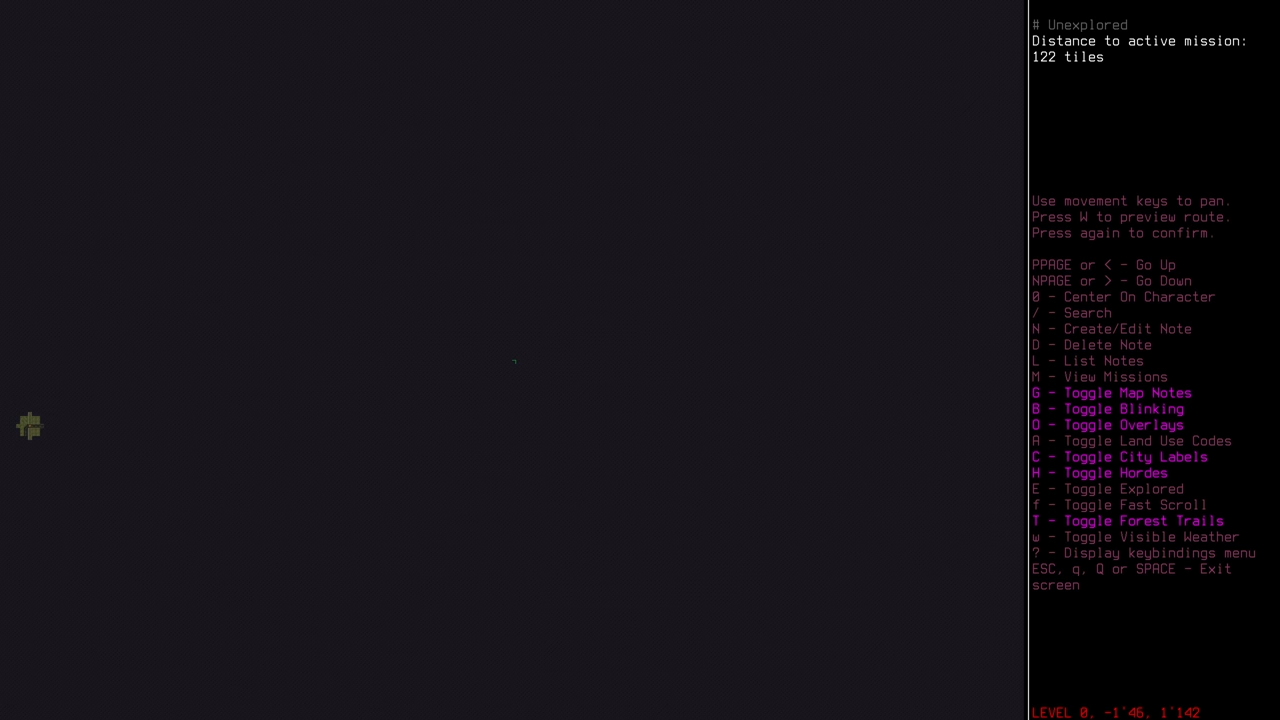 # Unexplored
Distance to active mission:
122 tiles
Use movement keys to pan.
Press W to preview route.
Press again to confirm.
PPAGE or < - Go Up
NPAGE or > - Go Down
0 - Center On Character
/ - Search
N - Create/Edit Note
D - Delete Note
L - List Notes
M - View Missions
G - Toggle Map Notes
B - Toggle Blinking
O - Toggle Overlays
A - Toggle Land Use Codes
C - Toggle City Labels
H - Toggle Hordes
E - Toggle Explored
f - Toggle Fast Scroll
T - Toggle Forest Trails
w - Toggle Visible Weather
? - Display keybindings menu
ESC, q, Q or SPACE - Exit
screen
LEVEL 0, -1'46, 1'142